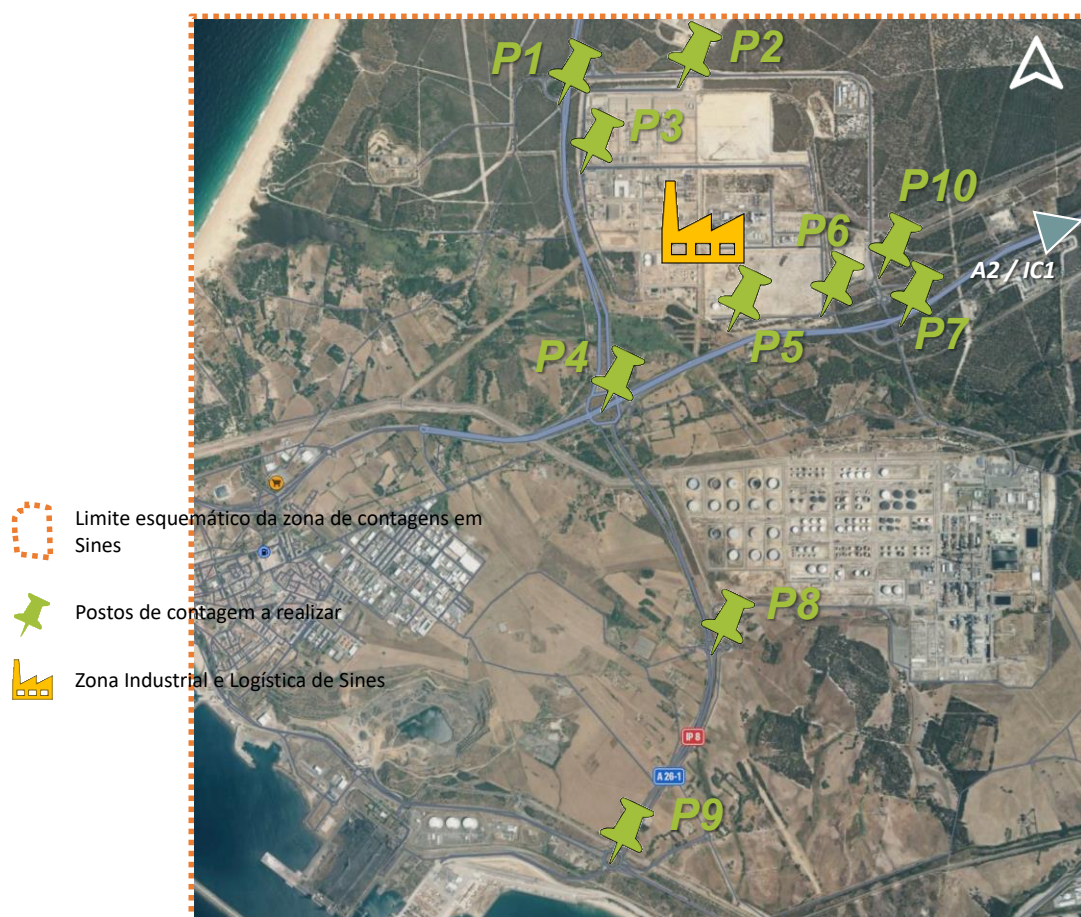 P1
P2
P3
P10
P6
A2 / IC1
P7
P5
P4
Limite esquemático da zona de contagens em
Sines
Postos de contagem a realizar
P8
Zona Industrial e Logística de Sines
IP 8
A 26-1
P9